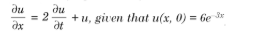 ∂u/∂x = 2 ∂u/∂t + u, given that u(x, 0) = 6e^{-3x}